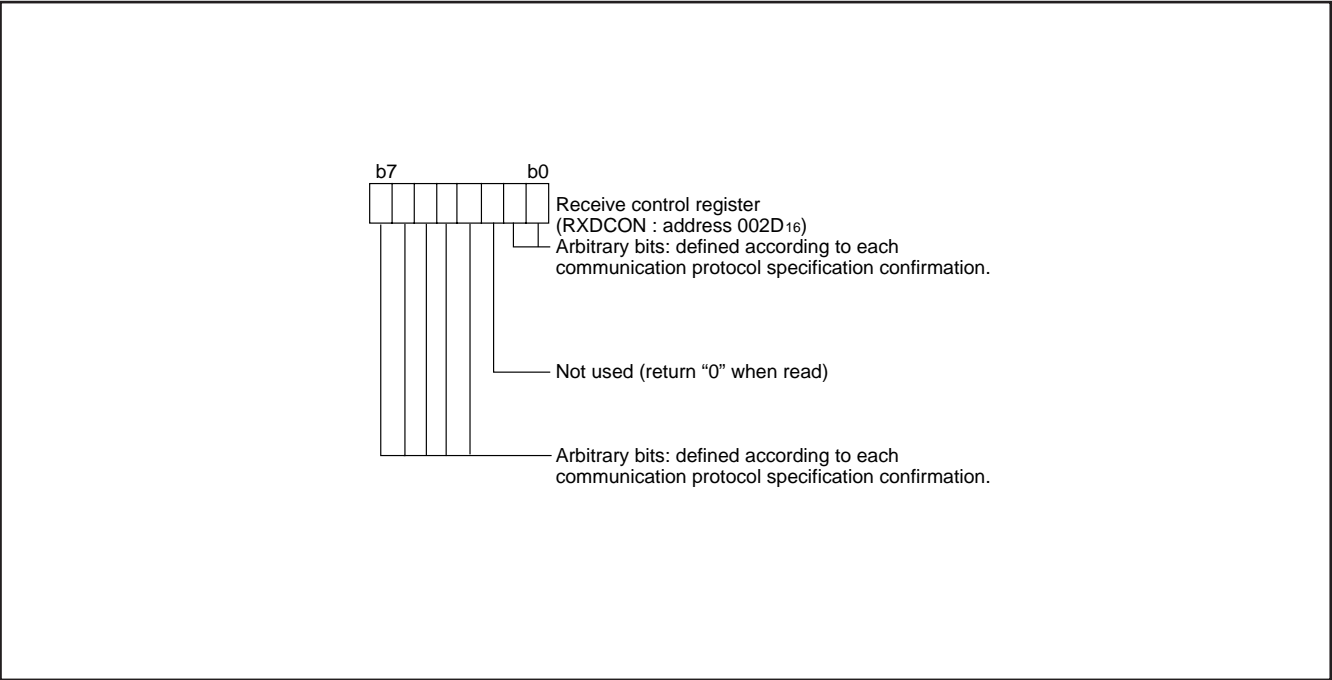 b7 b0
Receive control register
(RXDCON : address 002D16)
Arbitrary bits: defined according to each
communication protocol specification confirmation.
Not used (return “0” when read)
Arbitrary bits: defined according to each
communication protocol specification confirmation.